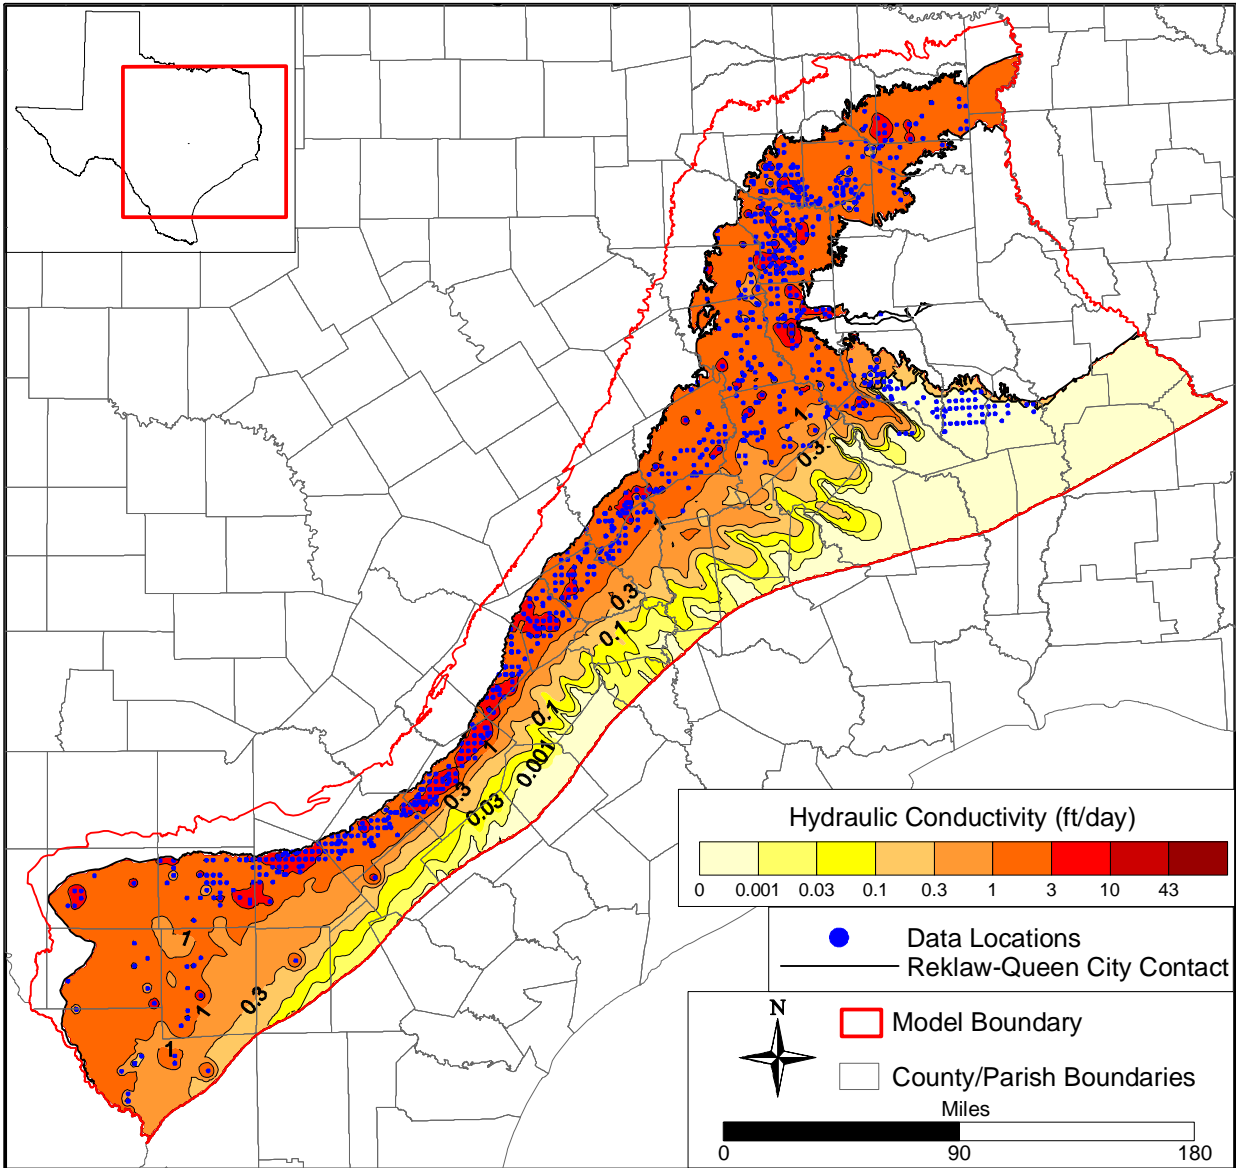 1
0.3
1
0.3
0.1
0.1
1
0.001
0.3
0.03
1
0.3
1
1
Hydraulic Conductivity (ft/day)
0 0.001 0.03 0.1 0.3 1 3 10 43
Data Locations
Reklaw-Queen City Contact
N
Model Boundary
County/Parish Boundaries
Miles
0 90 180